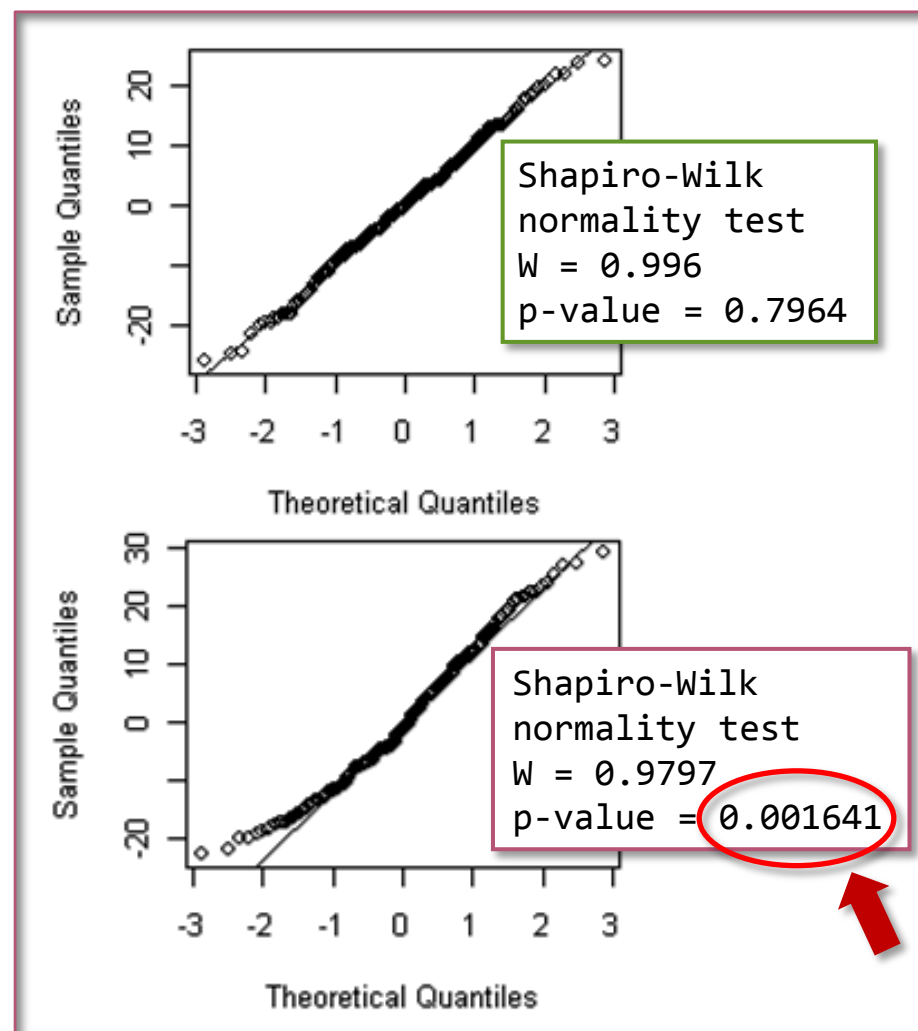 Sample Quantiles
20
10
0
-20
Shapiro-Wilk
normality test
W = 0.996
p-value = 0.7964
-3 -2 -1 0 1 2 3
Theoretical Quantiles
Sample Quantiles
30
20
10
0
-20
Shapiro-Wilk
normality test
W = 0.9797
p-value = 0.001641
-3 -2 -1 0 1 2 3
Theoretical Quantiles